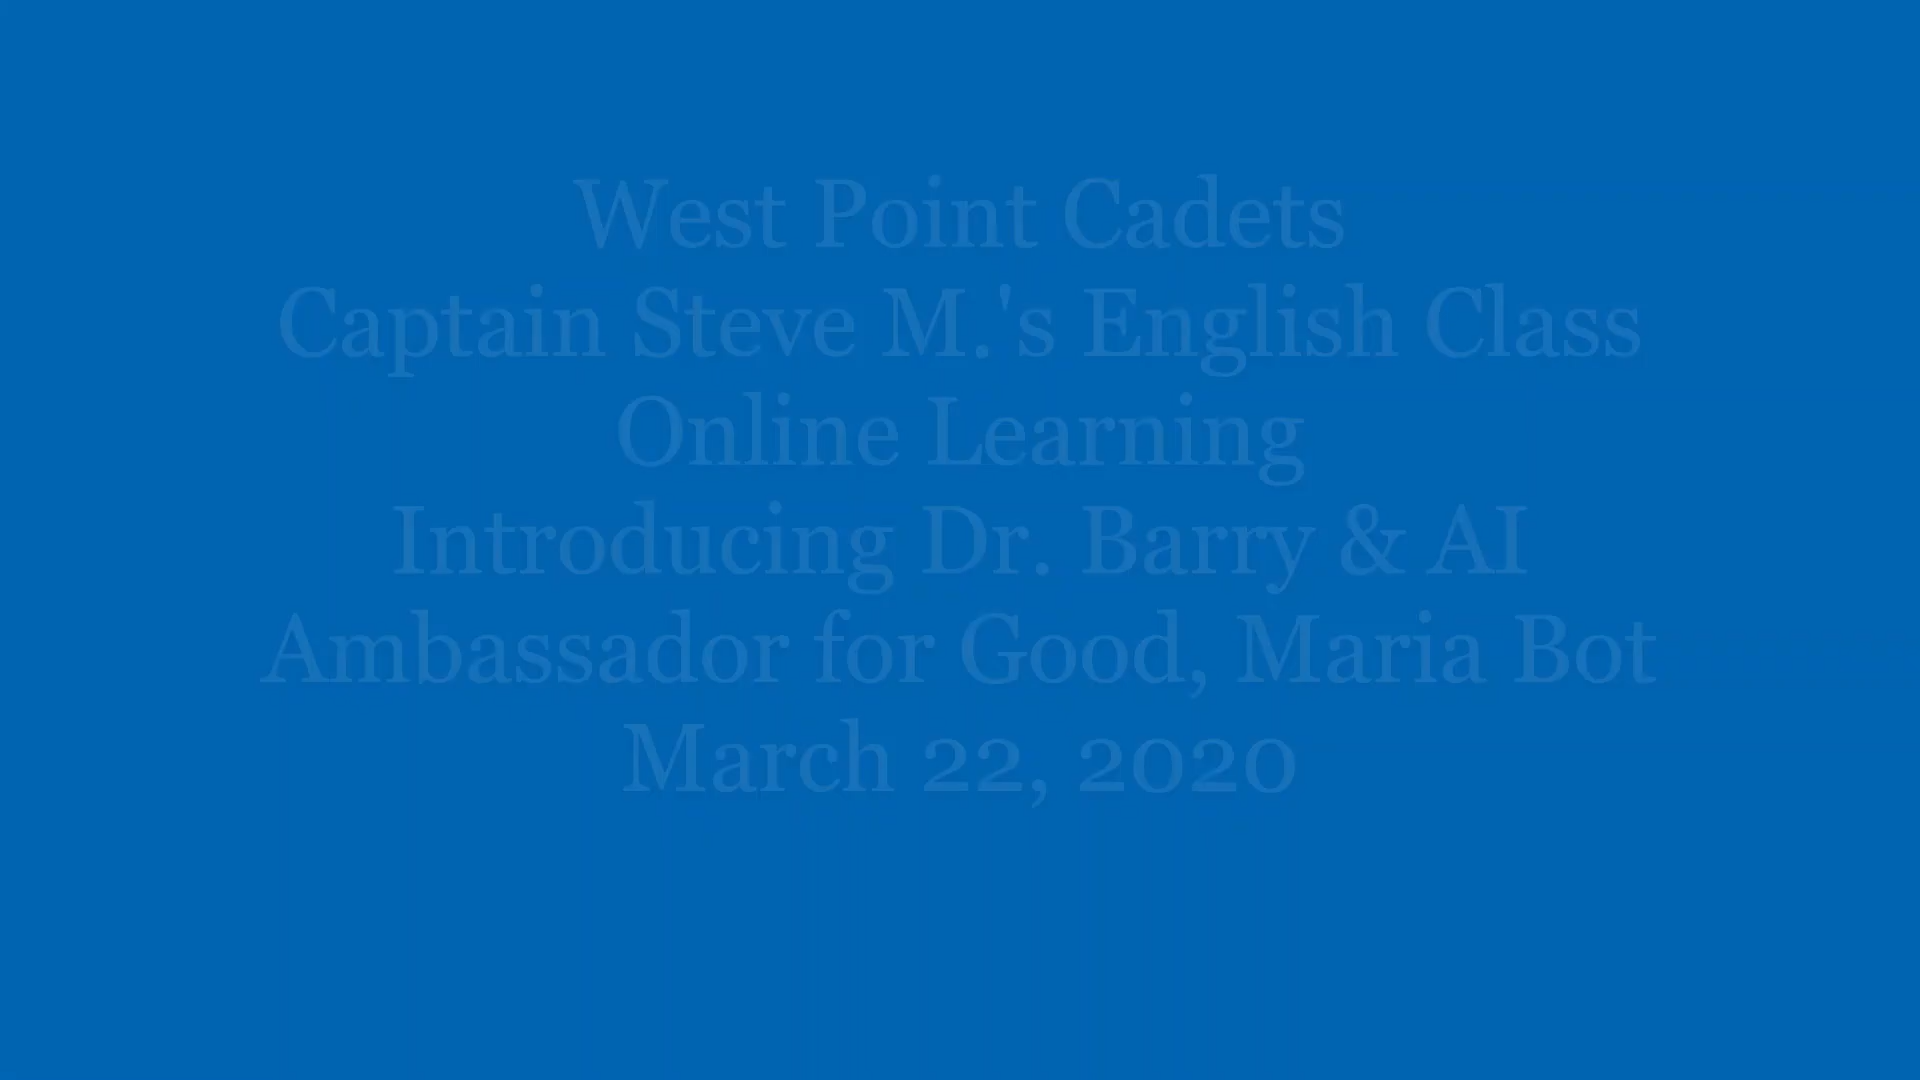 West Point Cadets
Captain Steve M.'s English Class
Online Learning
Introducing Dr. Barry & AI
Ambassador for Good, Maria Bot
March 22, 2020